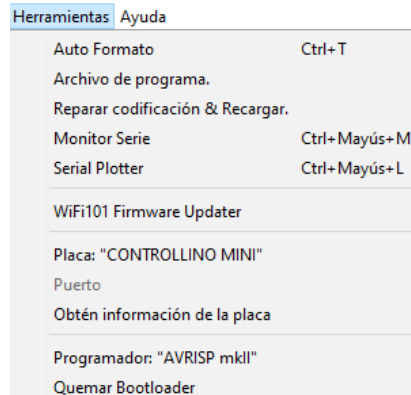 Herramientas Ayuda
Auto Formato Ctrl+T
Archivo de programa.
Reparar codificación & Recargar.
Monitor Serie Ctrl+Mayús+M
Serial Plotter Ctrl+Mayús+L
WiFi101 Firmware Updater
Placa: "CONTROLLINO MINI"
Puerto
Obtén información de la placa
Programador: "AVRISP mkII"
Quemar Bootloader